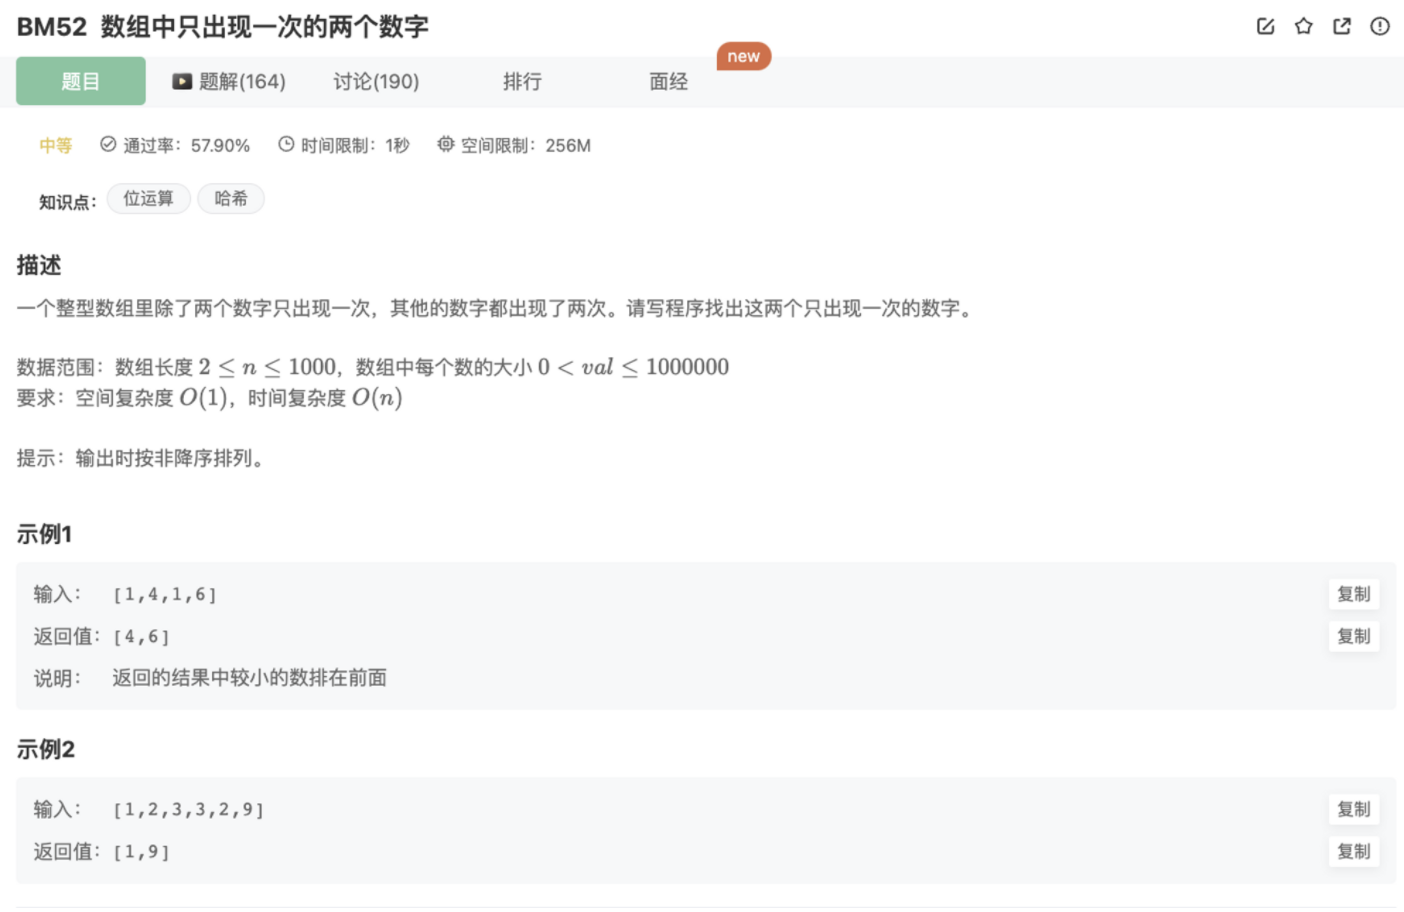 BM52 数组中只出现一次的两个数字
new
题目 题解(164) 讨论(190) 排行 面经
中等 通过率：57.90% 时间限制：1秒 空间限制：256M
知识点： 位运算 哈希
描述
一个整型数组里除了两个数字只出现一次，其他的数字都出现了两次。请写程序找出这两个只出现一次的数字。
数据范围：数组长度 2 ≤ n ≤ 1000，数组中每个数的大小 0 < val ≤ 1000000
要求：空间复杂度 O(1)，时间复杂度 O(n)
提示：输出时按非降序排列。
示例1
输入： [1,4,1,6] 复制
返回值：[4,6] 复制
说明： 返回的结果中较小的数排在前面
示例2
输入： [1,2,3,3,2,9] 复制
返回值：[1,9] 复制